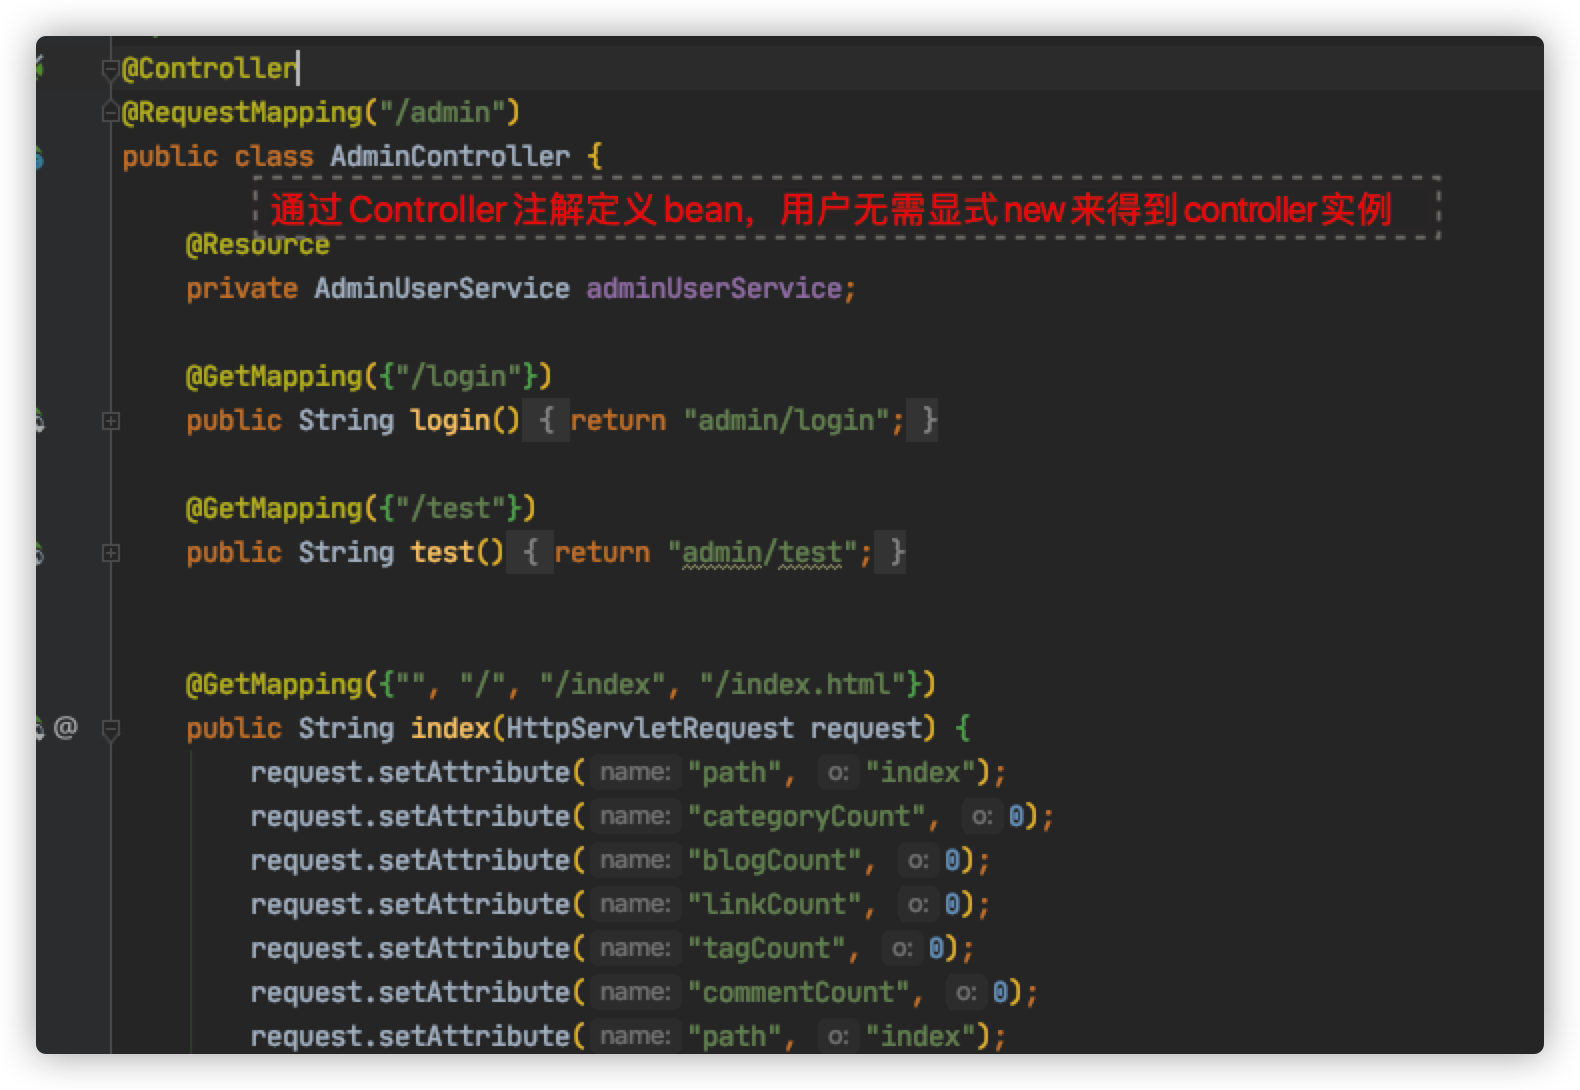 @Controller
@RequestMapping("/admin")
public class AdminController {
通过Controller注解定义bean，用户无需显式new来得到controller实例
@Resource
private AdminUserService adminUserService;
@GetMapping({"/login"})
public String login() { return "admin/login"; }
@GetMapping({"/test"})
public String test() { return "admin/test"; }
@GetMapping({"", "/", "/index", "/index.html"})
@ public String index(HttpServletRequest request) {
request.setAttribute( name: "path", o: "index");
request.setAttribute( name: "categoryCount", o: 0);
request.setAttribute( name: "blogCount", o: 0);
request.setAttribute( name: "linkCount", o: 0);
request.setAttribute( name: "tagCount", o: 0);
request.setAttribute( name: "commentCount", o: 0);
request.setAttribute( name: "path", o: "index");